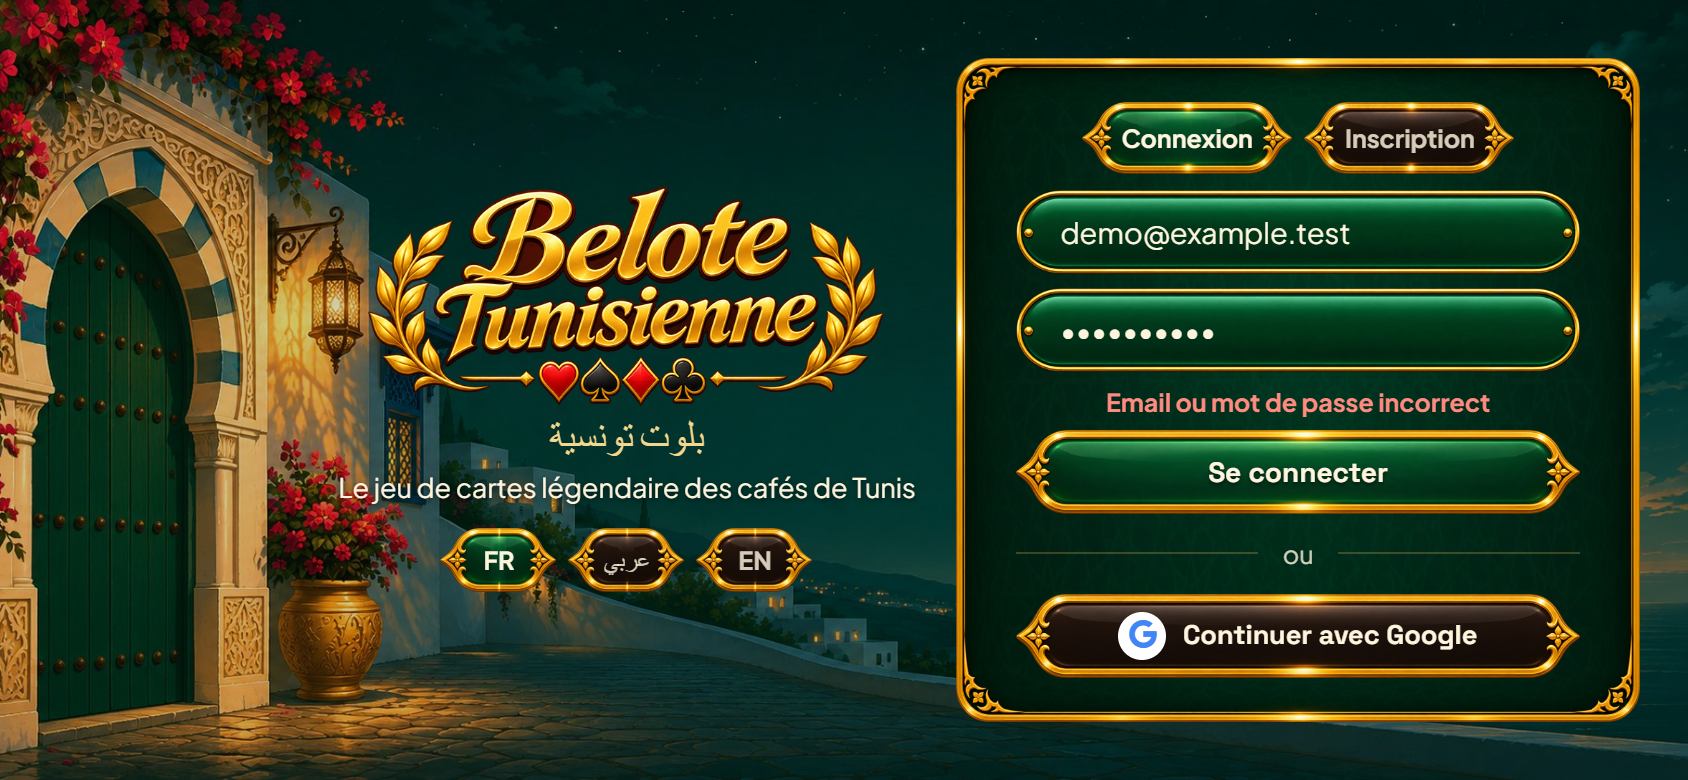 Belote
Tunisienne
بلوت تونسية
Le jeu de cartes légendaire des cafés de Tunis
FR
عربي
EN
Connexion
Inscription
demo@example.test
••••••••••
Email ou mot de passe incorrect
Se connecter
ou
G
Continuer avec Google